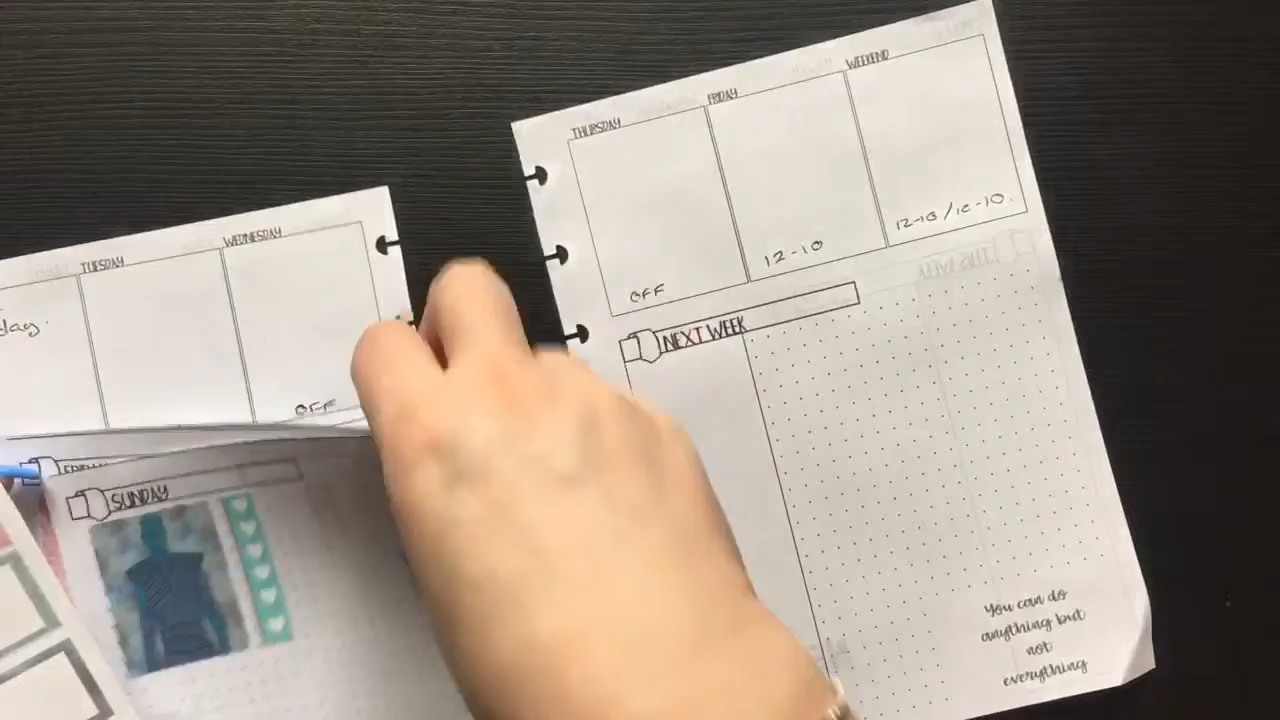 TUESDAY
WEDNESDAY
day.
OFF
SUNDAY
THURSDAY
FRIDAY
WEEKEND
OFF
12-10
12-10/10-10.
NEXT WEEK
You can do
anything but
not
everything